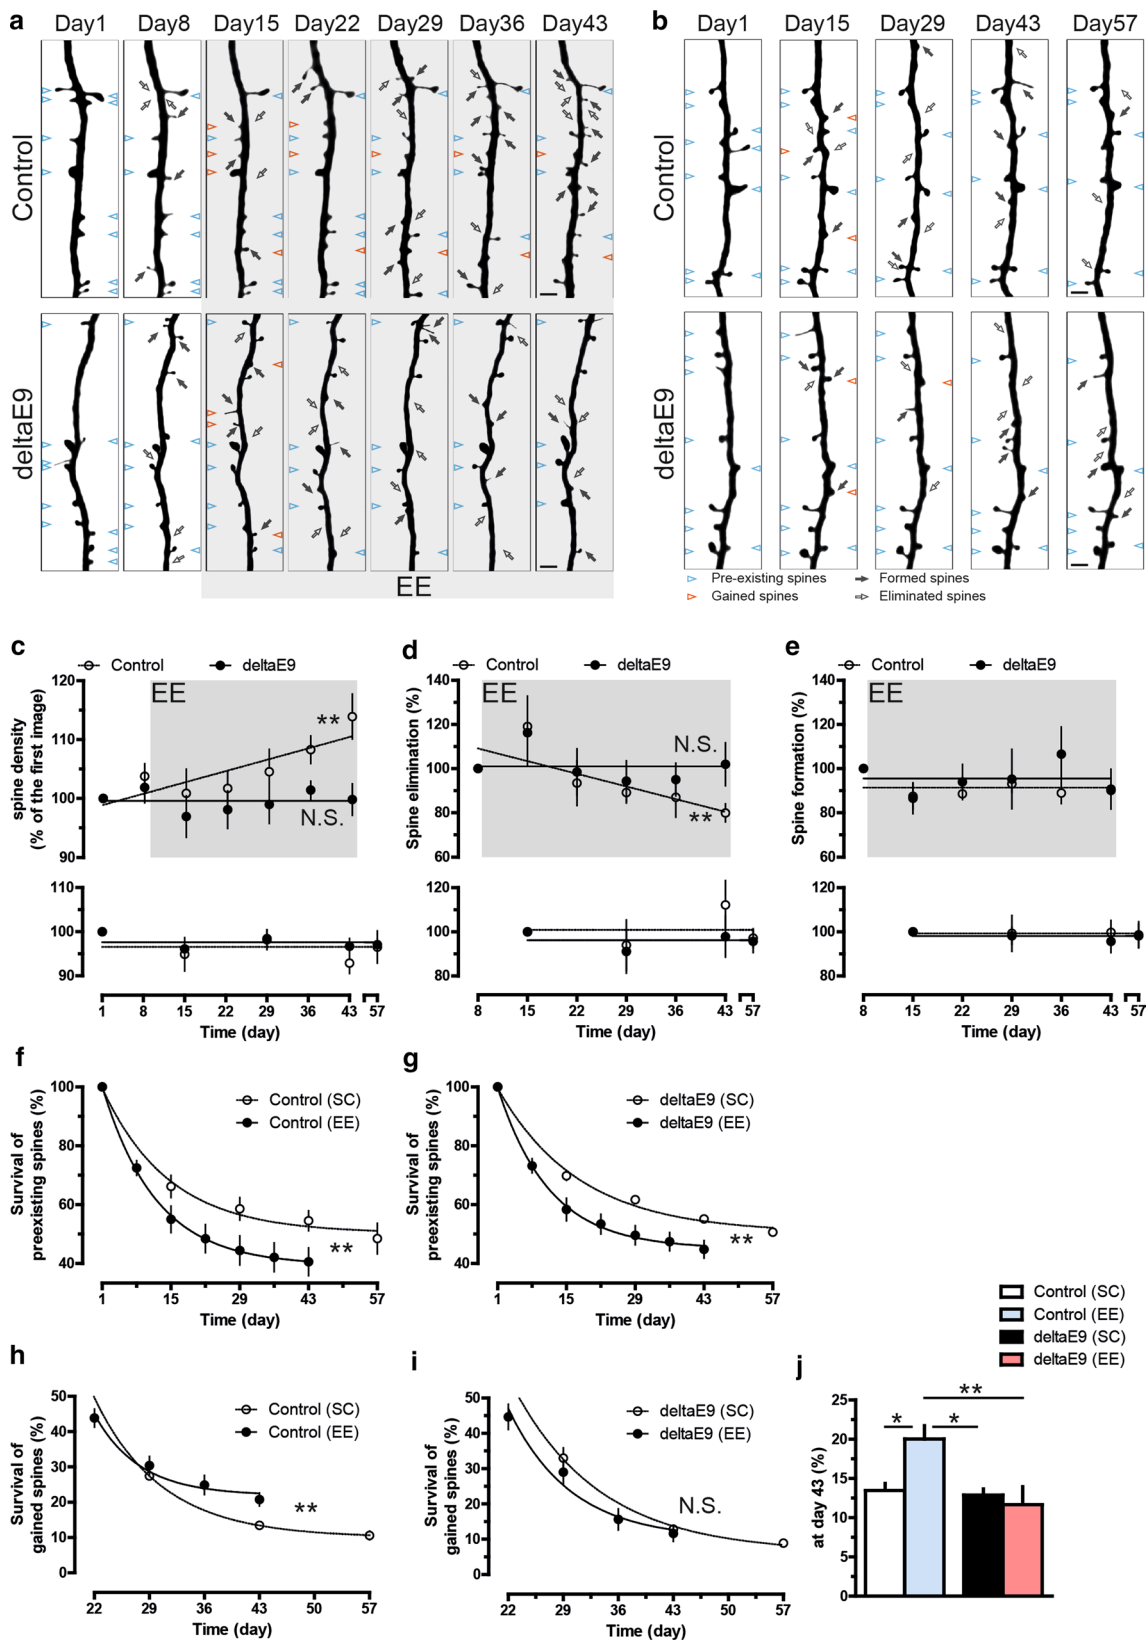 a Day1 Day8 Day15 Day22 Day29 Day36 Day43
Control
deltaE9
EE
b Day1 Day15 Day29 Day43 Day57
Control
deltaE9
Pre-existing spines
Gained spines
Formed spines
Eliminated spines
c
Control deltaE9
spine density
(% of the first image)
EE
**
N.S.
120
110
100
90
110
100
90
1 8 15 22 29 36 43 57
Time (day)
d
Control deltaE9
Spine elimination (%)
EE
N.S.
**
140
120
100
80
60
120
100
80
8 15 22 29 36 43 57
Time (day)
e
Control deltaE9
Spine formation (%)
EE
140
120
100
80
60
120
100
80
8 15 22 29 36 43 57
Time (day)
f
Survival of
preexisting spines (%)
100
80
60
40
Control (SC)
Control (EE)
**
1 15 29 43 57
Time (day)
g
Survival of
preexisting spines (%)
100
80
60
40
deltaE9 (SC)
deltaE9 (EE)
**
1 15 29 43 57
Time (day)
h
Survival of
gained spines (%)
50
40
30
20
10
0
Control (SC)
Control (EE)
**
22 29 36 43 50 57
Time (day)
i
Survival of
gained spines (%)
50
40
30
20
10
0
deltaE9 (SC)
deltaE9 (EE)
N.S.
22 29 36 43 50 57
Time (day)
Control (SC)
Control (EE)
deltaE9 (SC)
deltaE9 (EE)
j
at day 43 (%)
25
20
15
10
5
0
* * **